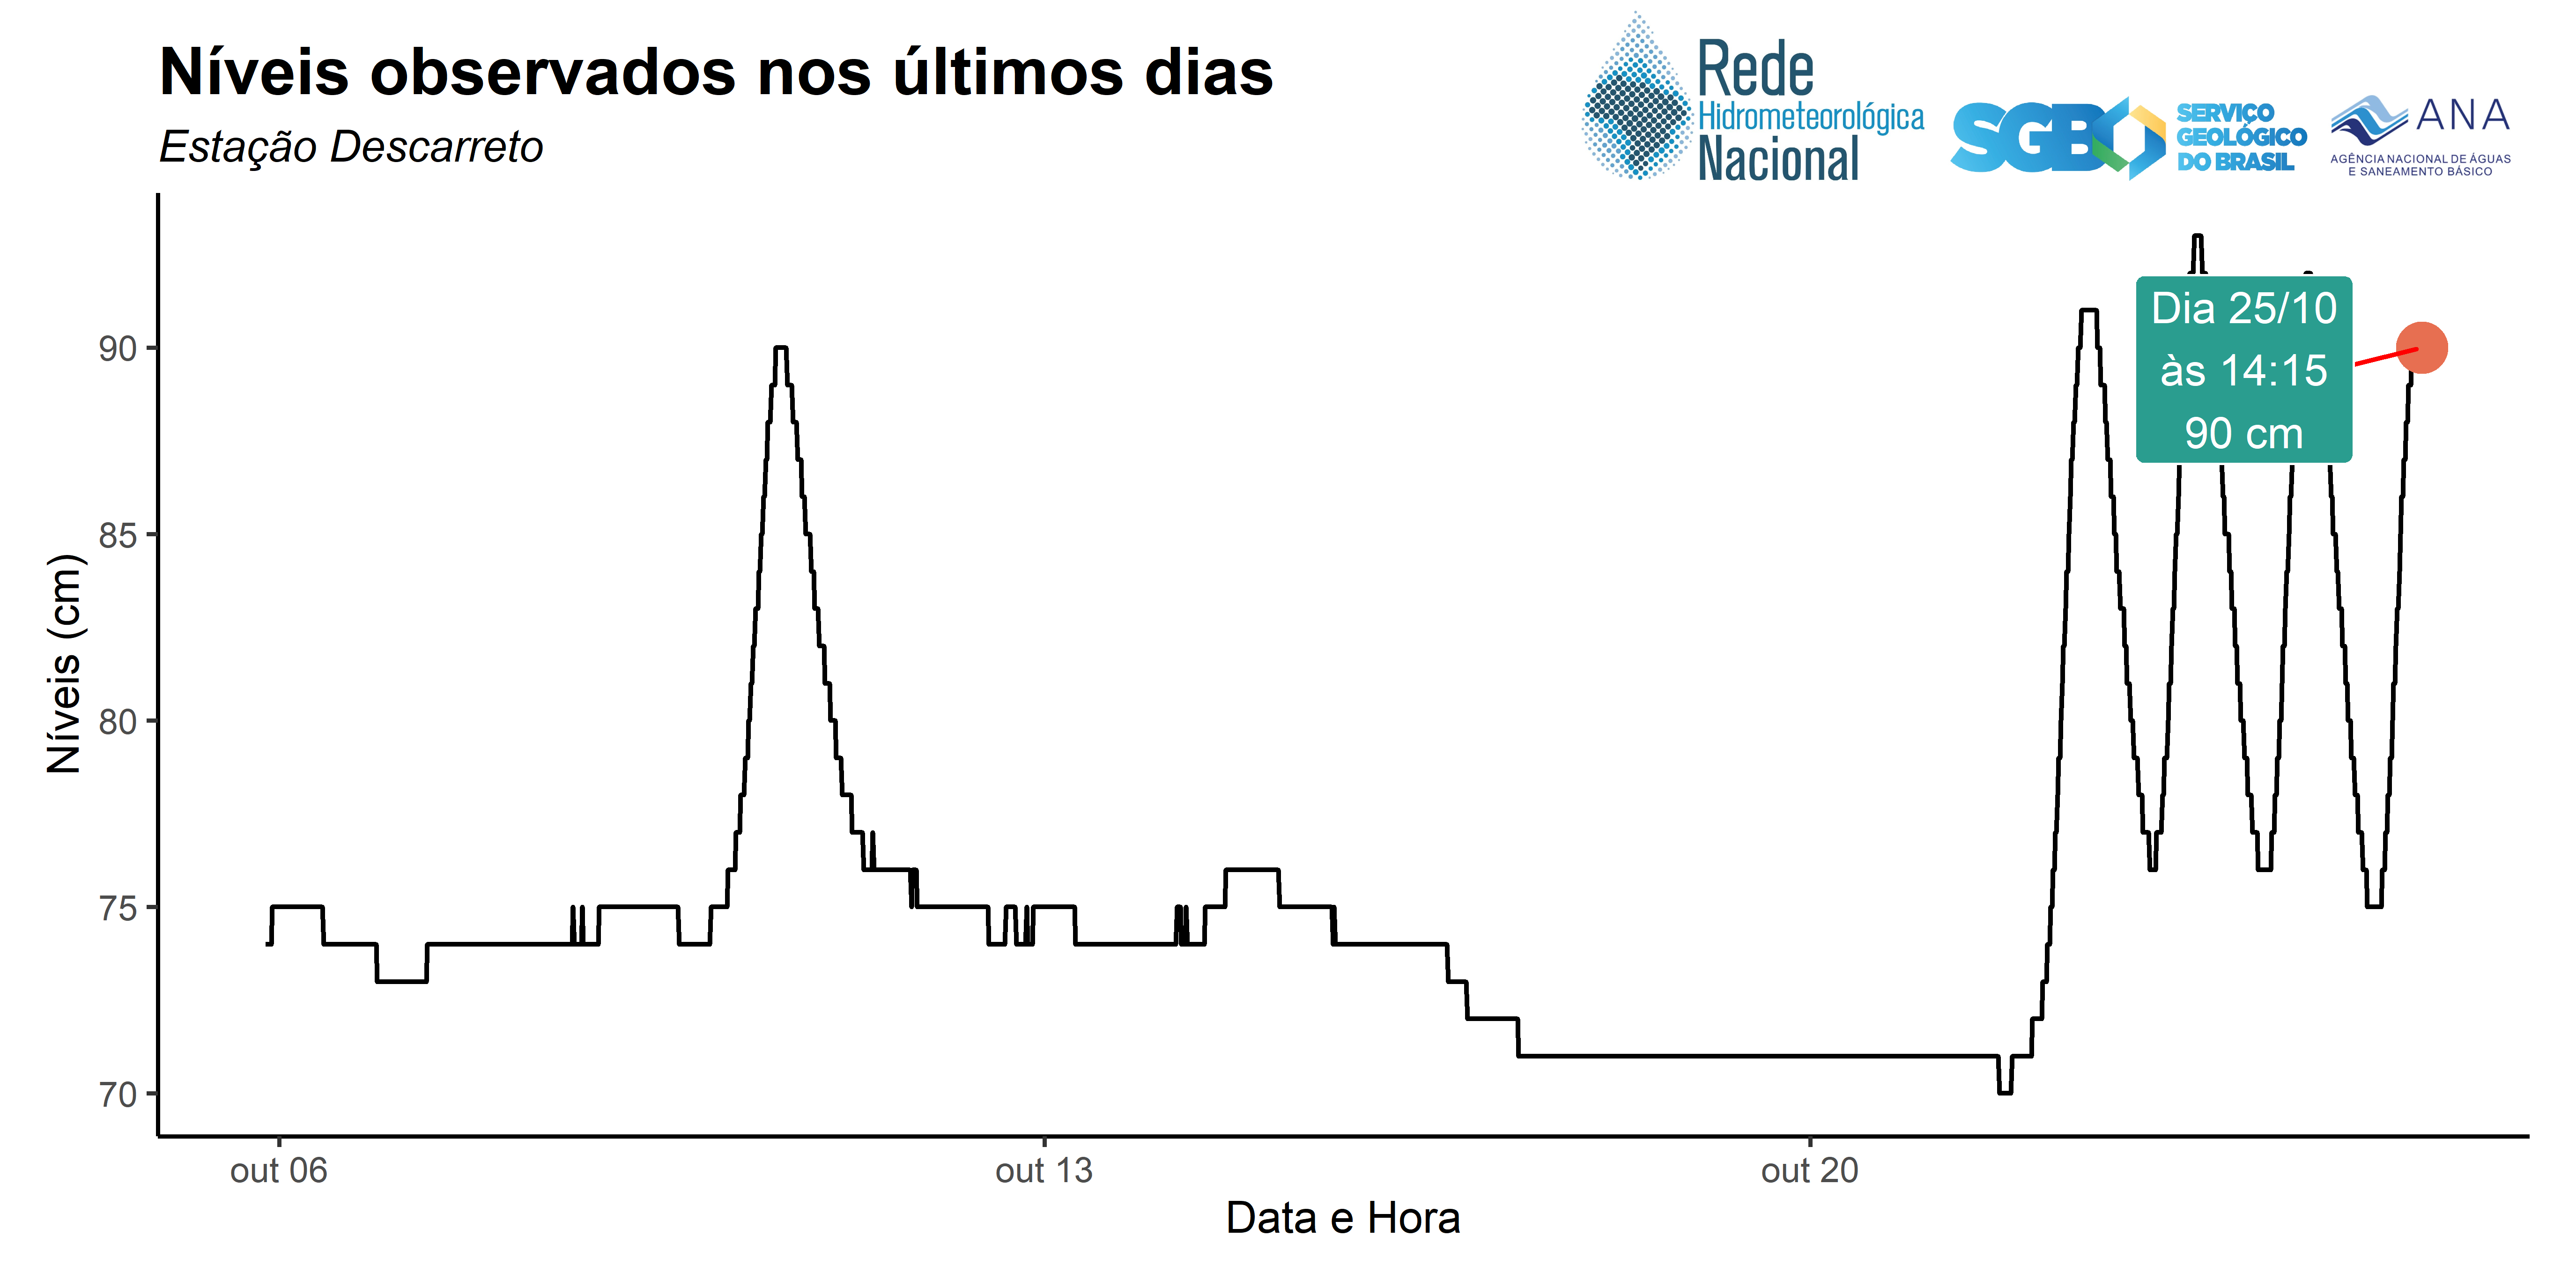 Níveis observados nos últimos dias
Estação Descarreto
Rede
Hidrometeorológica
Nacional
SGB
SERVIÇO
GEOLÓGICO
DO BRASIL
ANA
AGÊNCIA NACIONAL DE ÁGUAS
E SANEAMENTO BÁSICO
Dia 25/10
às 14:15
90 cm
90
85
80
75
70
Níveis (cm)
out 06
out 13
out 20
Data e Hora